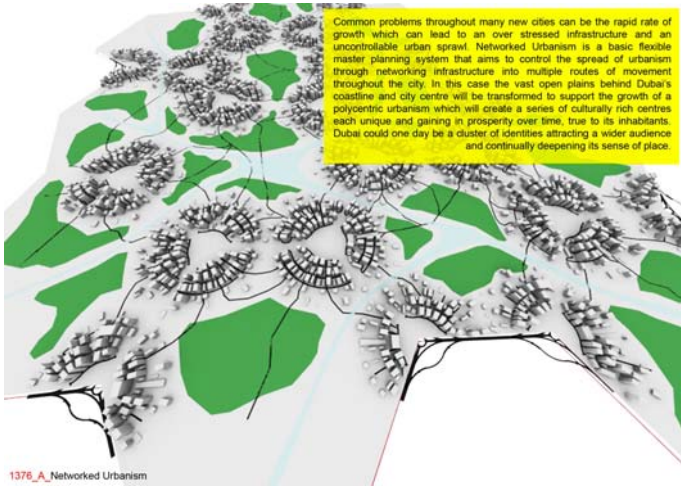 Common problems throughout many new cities can be the rapid rate of
growth which can lead to an over stressed infrastructure and an
uncontrollable urban sprawl. Networked Urbanism is a basic flexible
master planning system that aims to control the spread of urbanism
through networking infrastructure into multiple routes of movement
throughout the city. In this case the vast open plains behind Dubai's
coastline and city centre will be transformed to support the growth of a
polycentric urbanism which will create a series of culturally rich centres
each unique and gaining in prosperity over time, true to its inhabitants.
Dubai could one day be a cluster of identities attracting a wider audience
and continually deepening its sense of place.
1376_A_Networked Urbanism